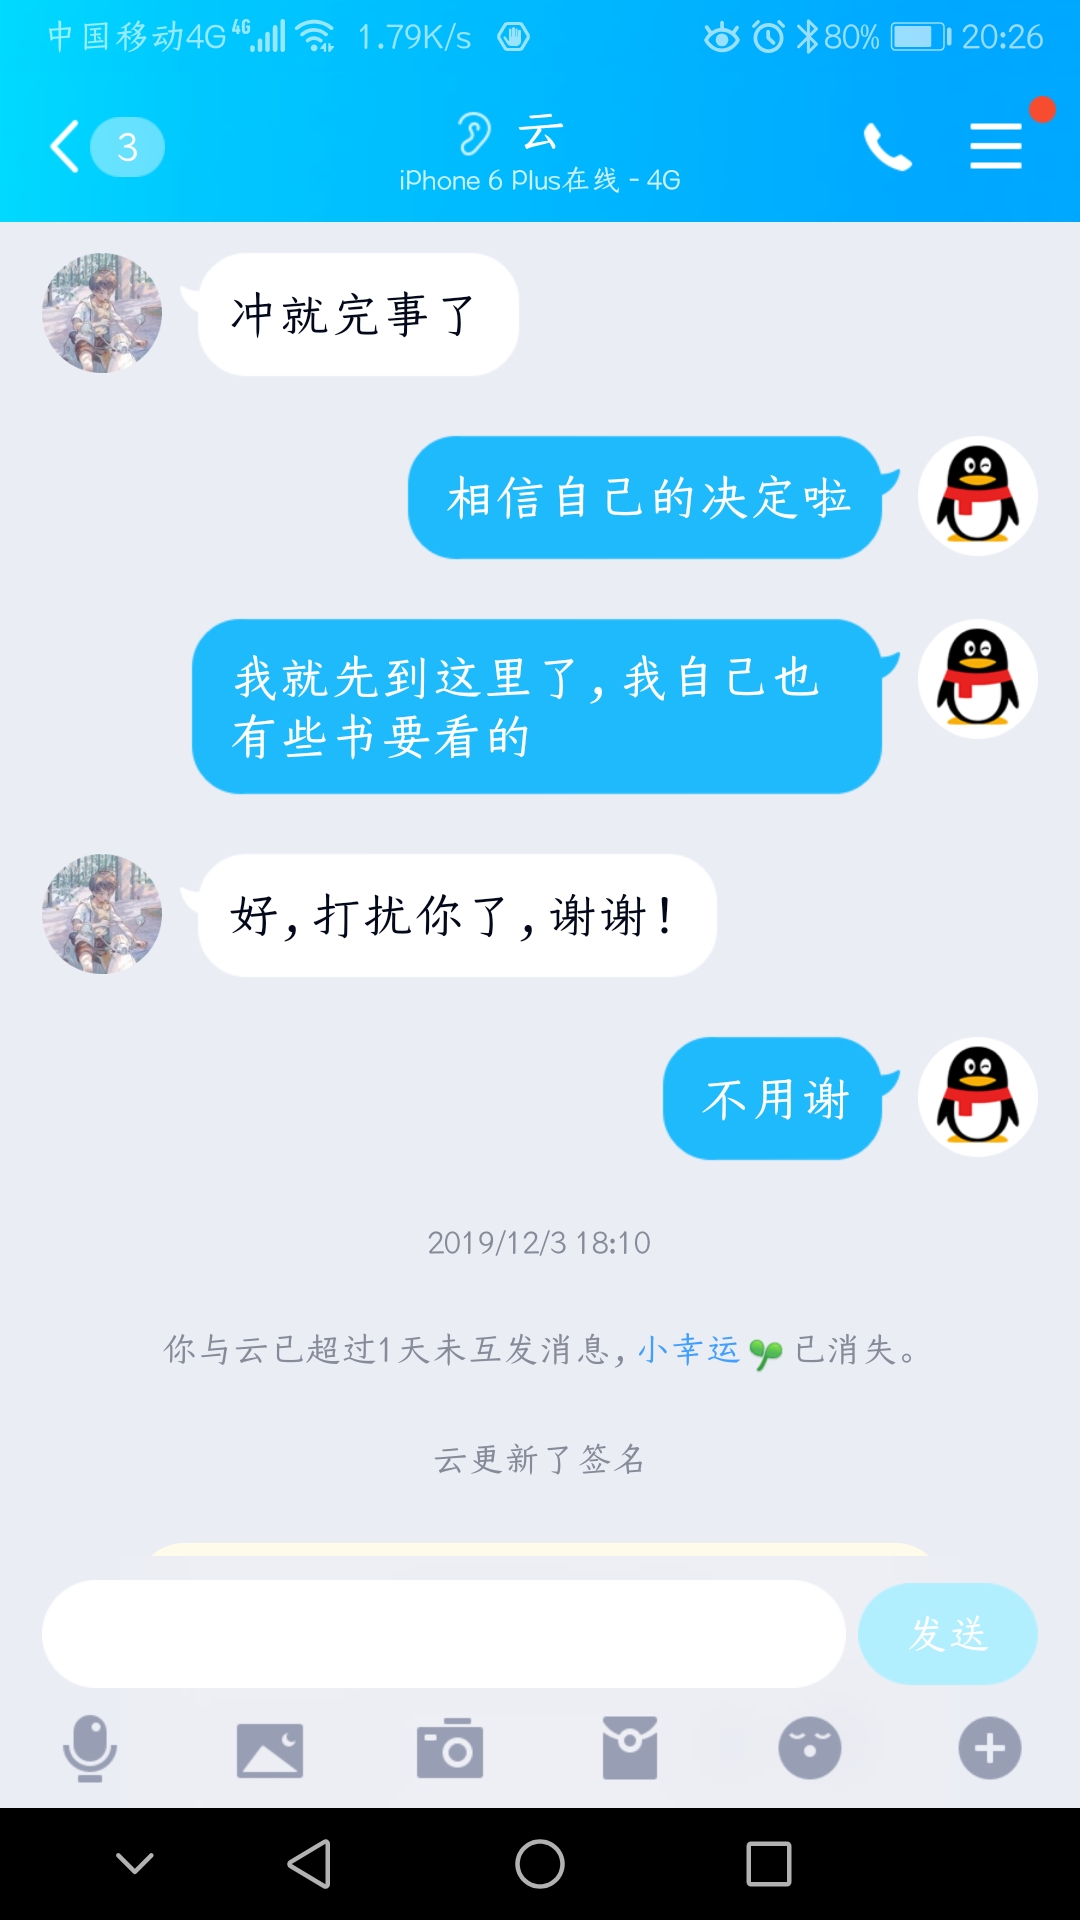 中国移动4G 4G 1.79K/s 80% 20:26
3 云
iPhone 6 Plus在线 - 4G
冲就完事了
相信自己的决定啦
我就先到这里了,我自己也
有些书要看的
好,打扰你了,谢谢!
不用谢
2019/12/3 18:10
你与云已超过1天未互发消息,小幸运已消失。
云更新了签名
发送